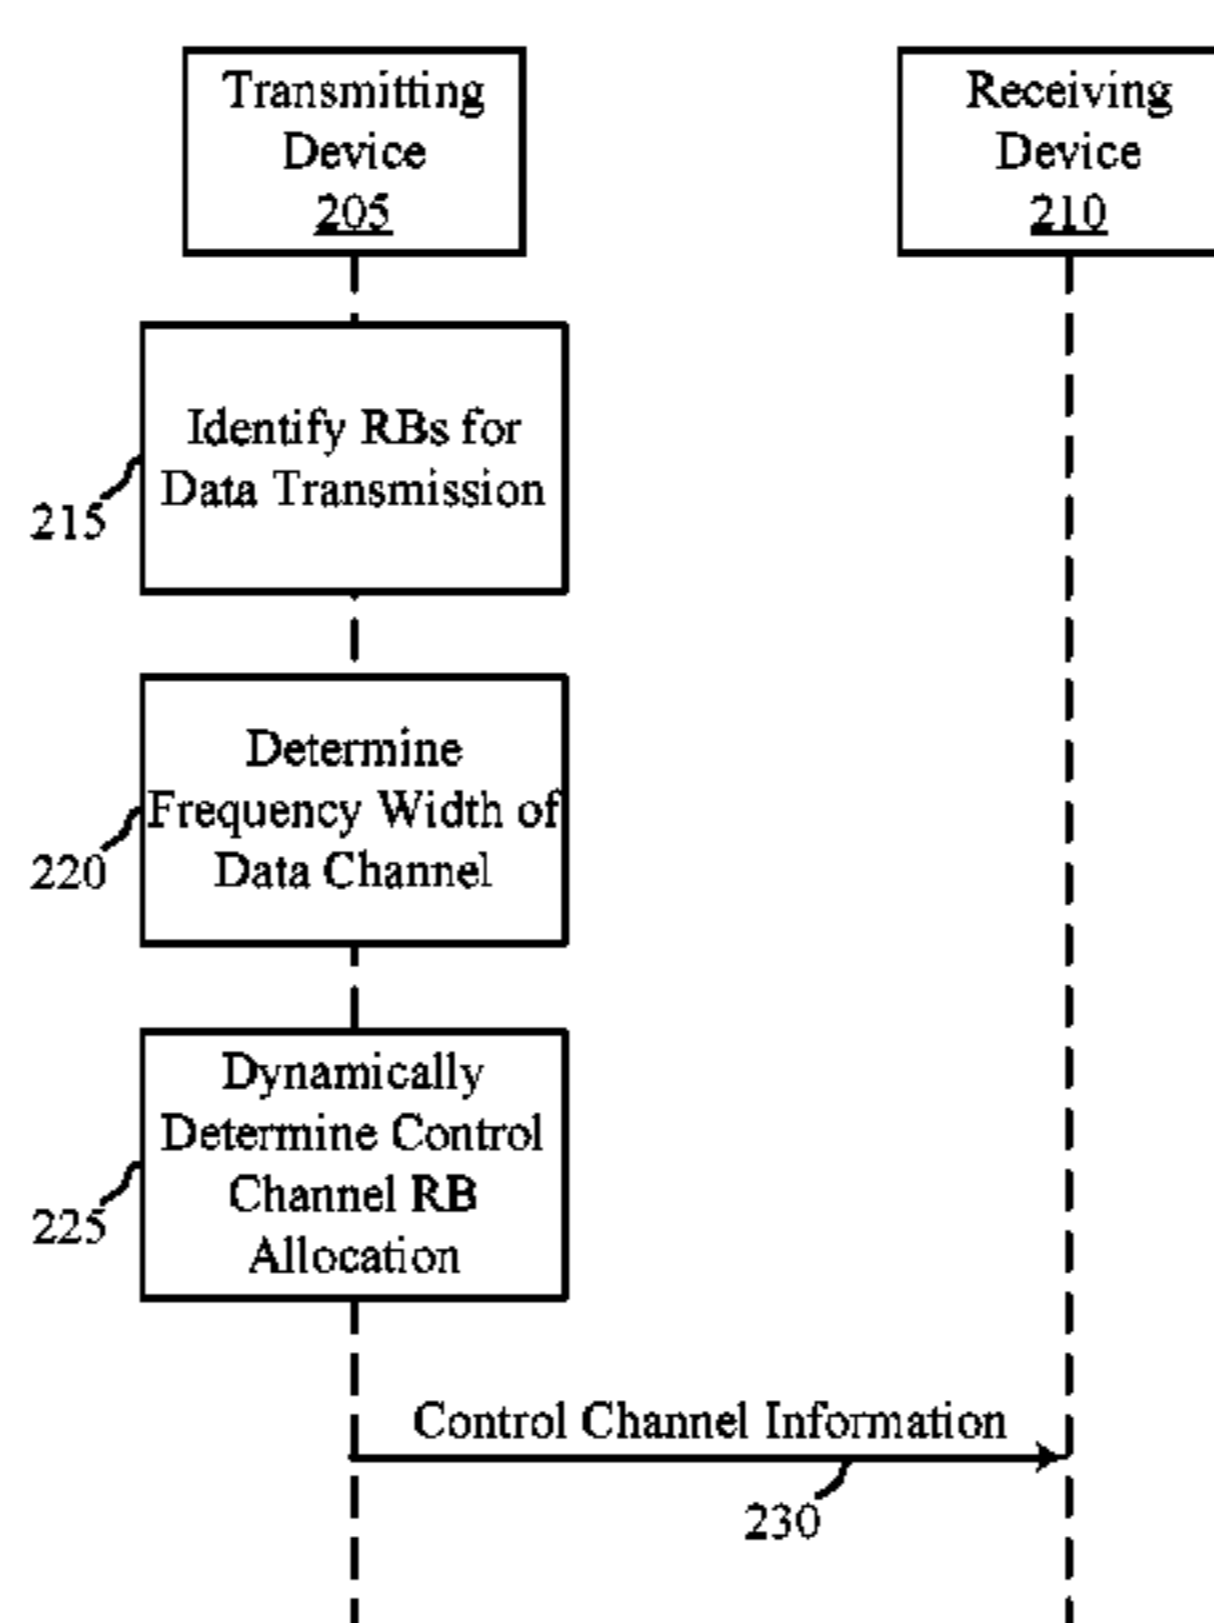 Transmitting
Device
205
Receiving
Device
210
Identify RBs for
Data Transmission
215
Determine
Frequency Width of
Data Channel
220
Dynamically
Determine Control
Channel RB
Allocation
225
Control Channel Information
230